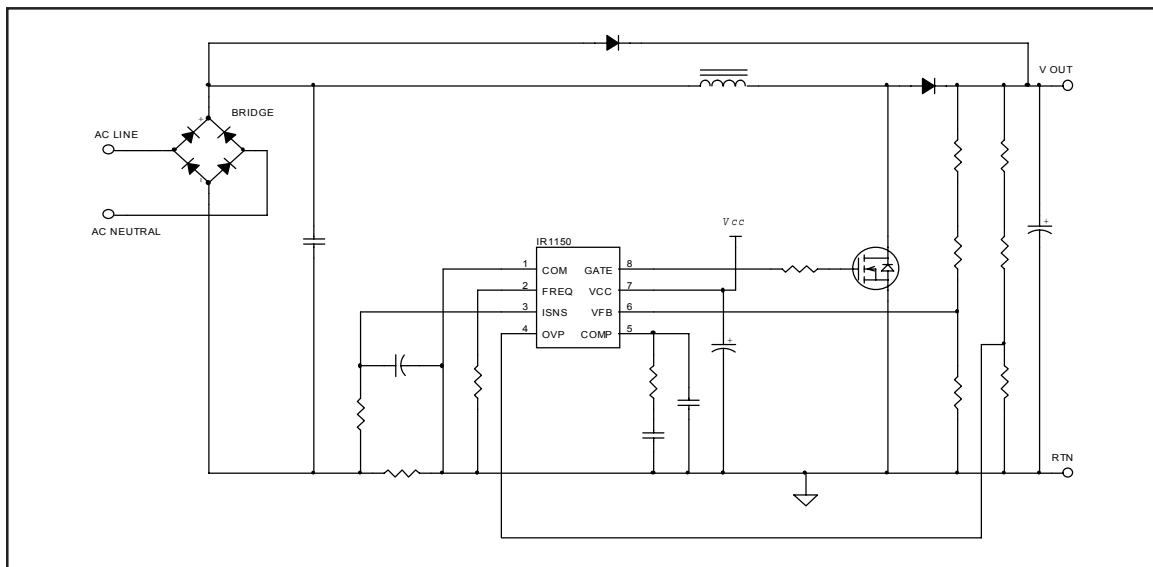 V OUT
BRIDGE
AC LINE
+
-
AC NEUTRAL
Vcc
+
IR1150
1 COM GATE 8
2 FREQ VCC 7
3 ISNS VFB 6
4 OVP COMP 5
+
RTN